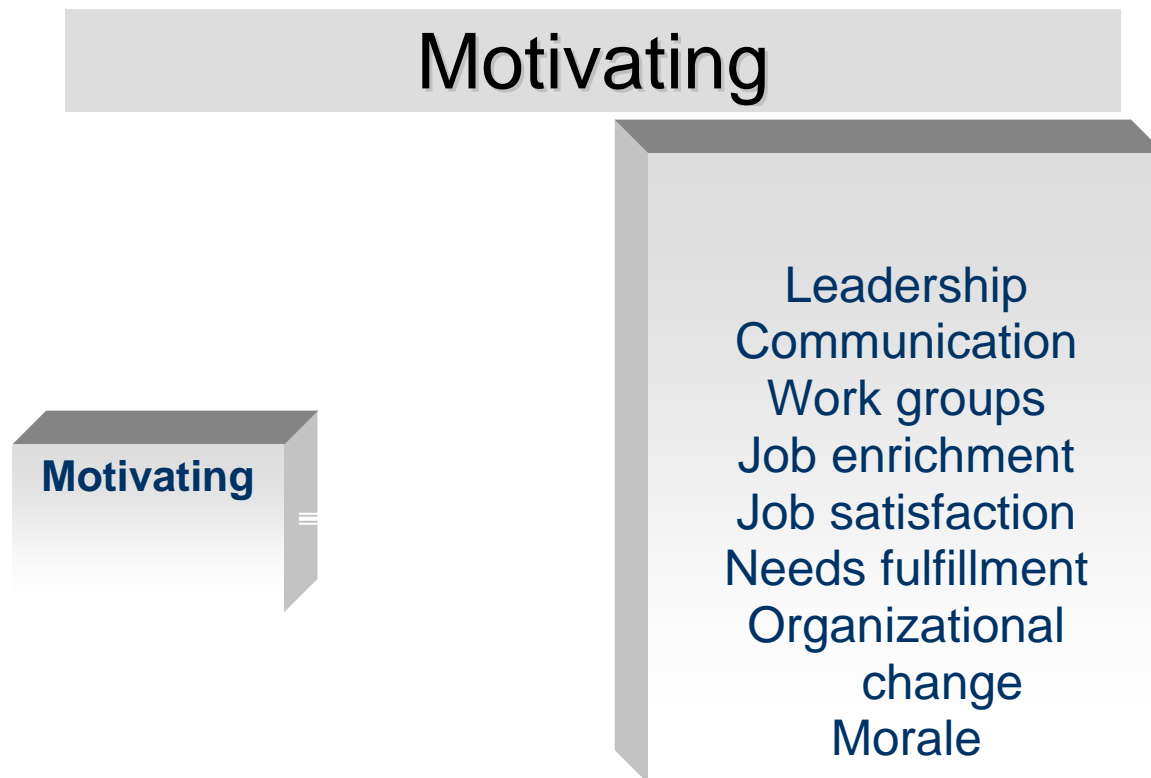 Motivating
Motivating
Leadership
Communication
Work groups
Job enrichment
Job satisfaction
Needs fulfillment
Organizational
change
Morale